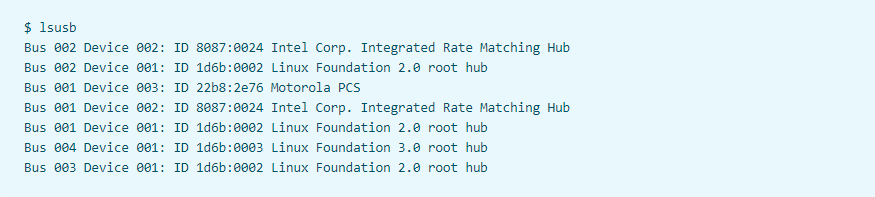 $ lsusb
Bus 002 Device 002: ID 8087:0024 Intel Corp. Integrated Rate Matching Hub
Bus 002 Device 001: ID 1d6b:0002 Linux Foundation 2.0 root hub
Bus 001 Device 003: ID 22b8:2e76 Motorola PCS
Bus 001 Device 002: ID 8087:0024 Intel Corp. Integrated Rate Matching Hub
Bus 001 Device 001: ID 1d6b:0002 Linux Foundation 2.0 root hub
Bus 004 Device 001: ID 1d6b:0003 Linux Foundation 3.0 root hub
Bus 003 Device 001: ID 1d6b:0002 Linux Foundation 2.0 root hub